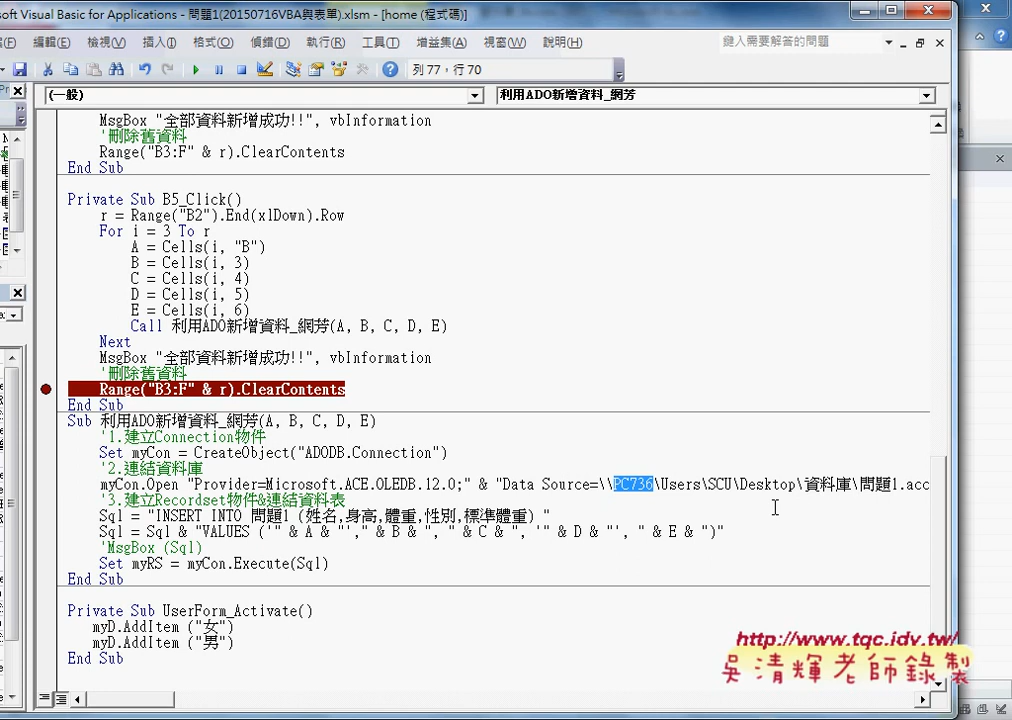 soft Visual Basic for Applications - 問題1(20150716VBA與表單).xlsm - [home (程式碼)]
(F) 編輯(E) 檢視(V) 插入(I) 格式(O) 偵錯(D) 執行(R) 工具(T) 增益集(A) 視窗(W) 說明(H) 鍵入需要解答的問題
列 77，行 70
(一般) 利用ADO新增資料_網芳
MsgBox "全部資料新增成功!!", vbInformation
'刪除舊資料
Range("B3:F" & r).ClearContents
End Sub
Private Sub B5_Click()
r = Range("B2").End(xlDown).Row
For i = 3 To r
A = Cells(i, "B")
B = Cells(i, 3)
C = Cells(i, 4)
D = Cells(i, 5)
E = Cells(i, 6)
Call 利用ADO新增資料_網芳(A, B, C, D, E)
Next
MsgBox "全部資料新增成功!!", vbInformation
'刪除舊資料
Range("B3:F" & r).ClearContents
End Sub
Sub 利用ADO新增資料_網芳(A, B, C, D, E)
'1.建立Connection物件
Set myCon = CreateObject("ADODB.Connection")
'2.連結資料庫
myCon.Open "Provider=Microsoft.ACE.OLEDB.12.0;" & "Data Source=\\PC736\Users\SCU\Desktop\資料庫\問題1.acc
'3.建立Recordset物件&連結資料表
Sql = "INSERT INTO 問題1 (姓名,身高,體重,性別,標準體重) "
Sql = Sql & "VALUES ('" & A & "'," & B & ", " & C & ", '" & D & "', " & E & ")"
'MsgBox (Sql)
Set myRS = myCon.Execute(Sql)
End Sub
Private Sub UserForm_Activate()
myD.AddItem ("女")
myD.AddItem ("男")
End Sub
http://www.tqc.idv.tw/
吳清輝老師錄製